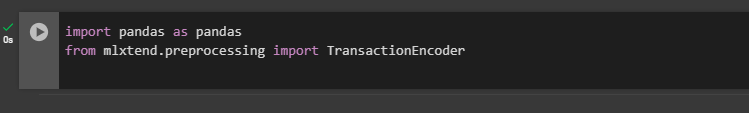 import pandas as pandas
0s
from mlxtend.preprocessing import TransactionEncoder